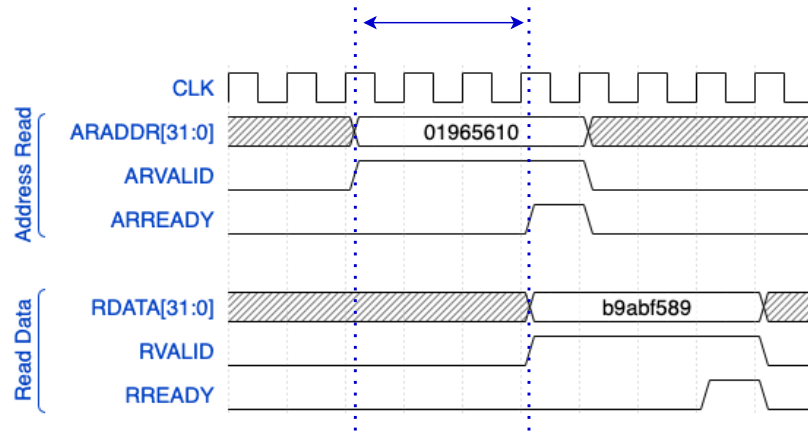 CLK
Address Read
ARADDR[31:0]
01965610
ARVALID
ARREADY
Read Data
RDATA[31:0]
b9abf589
RVALID
RREADY